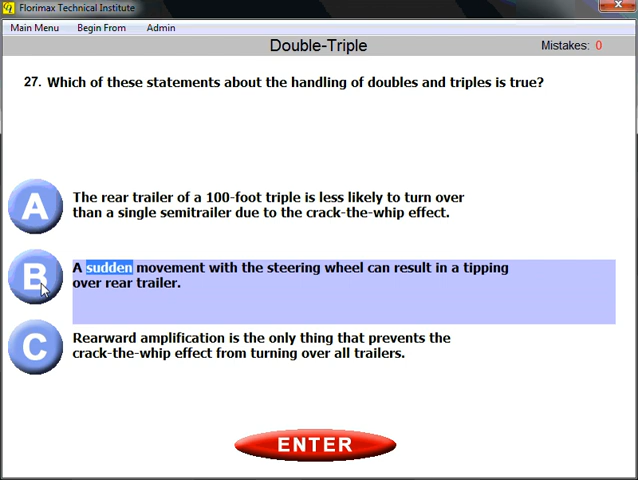 Florimax Technical Institute
Main Menu Begin From Admin
Double-Triple Mistakes: 0
27. Which of these statements about the handling of doubles and triples is true?
A
The rear trailer of a 100-foot triple is less likely to turn over
than a single semitrailer due to the crack-the-whip effect.
B
A sudden movement with the steering wheel can result in a tipping
over rear trailer.
C
Rearward amplification is the only thing that prevents the
crack-the-whip effect from turning over all trailers.
ENTER